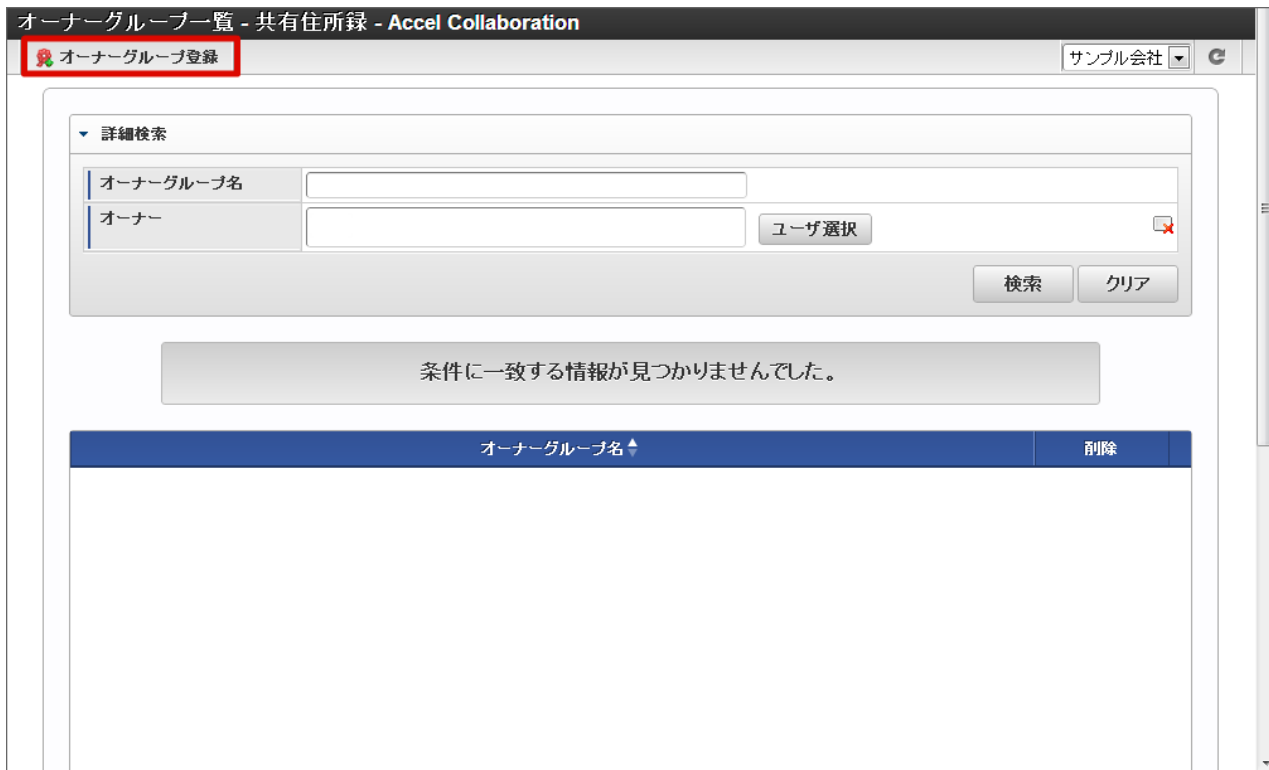 オーナーグループ一覧 - 共有住所録 - Accel Collaboration
オーナーグループ登録 サンプル会社
詳細検索
オーナーグループ名
オーナー ユーザ選択
検索 クリア
条件に一致する情報が見つかりませんでした。
オーナーグループ名 削除